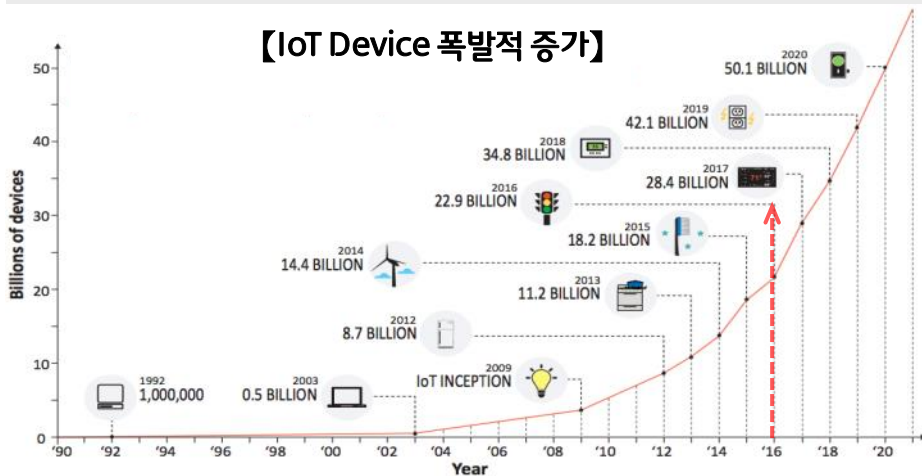 【IoT Device 폭발적 증가】
Billions of devices
50
40
30
20
10
0
1992
1,000,000
2003
0.5 BILLION
2009
IoT INCEPTION
2012
8.7 BILLION
2013
11.2 BILLION
2014
14.4 BILLION
2015
18.2 BILLION
2016
22.9 BILLION
2017
28.4 BILLION
2018
34.8 BILLION
2019
42.1 BILLION
2020
50.1 BILLION
'90 '92 '94 '96 '98 '00 '02 '04 '06 '08 '10 '12 '14 '16 '18 '20
Year